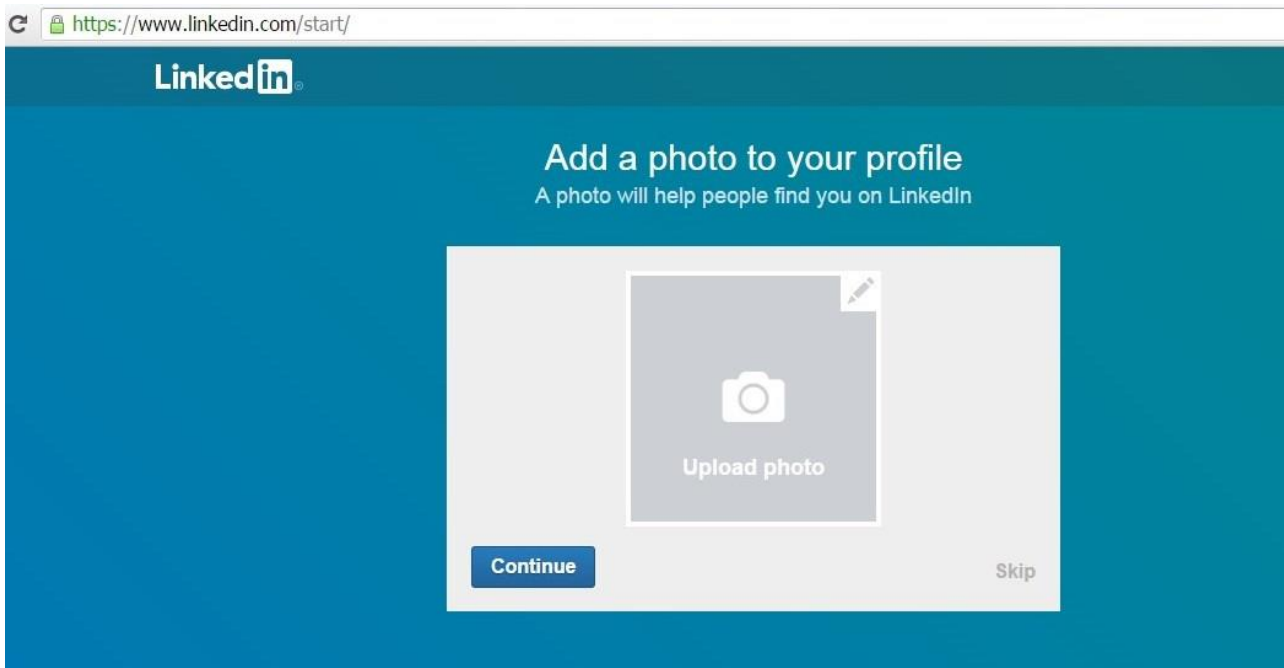 https://www.linkedin.com/start/
Linked in®
Add a photo to your profile
A photo will help people find you on LinkedIn
Upload photo
Continue
Skip